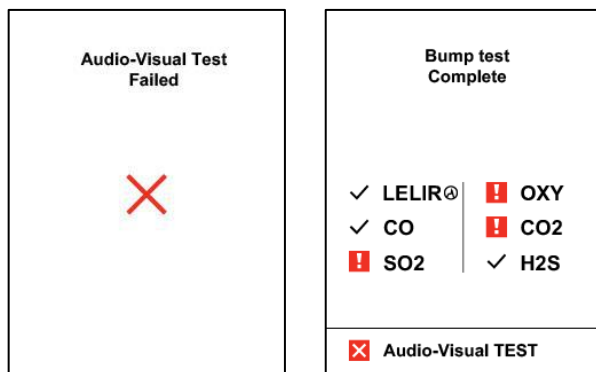 Audio-Visual Test
Failed
Bump test
Complete
LELIR
OXY
CO
CO2
SO2
H2S
Audio-Visual TEST